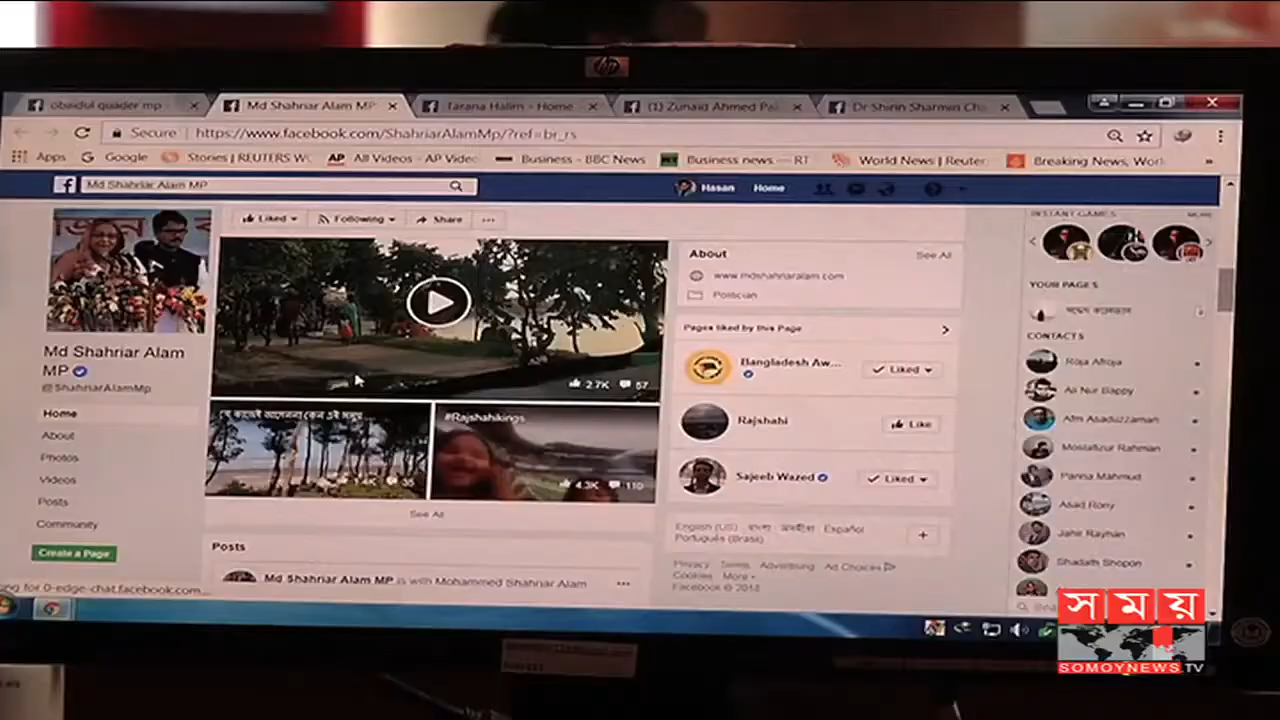 hp
obaidul quader mp -
Md Shahriar Alam MP
Tarana Halim - Home
(1) Zunaid Ahmed Pal
Dr Shirin Sharmin Cha
Secure
https://www.facebook.com/ShahriarAlamMp/?ref=br_rs
Apps
Google
Stories | REUTERS W
AP All Videos - AP Video
Business - BBC News
Business news — RT
World News | Reuter
Breaking News, Worl
Md Shahriar Alam MP
Hasan
Home
Liked
Following
Share
Md Shahriar Alam
MP
@ShahriarAlamMp
Home
About
Photos
Videos
Posts
Community
Create a Page
2.7K
57
#Rajshahikings
35
4.3K
110
See All
Posts
Md Shahriar Alam MP is with Mohammed Shahriar Alam
About
See All
www.mdshahriaralam.com
Politician
Pages liked by this Page
Bangladesh Aw...
Liked
Rajshahi
Like
Sajeeb Wazed
Liked
English (US) · বাংলা · অসমীয়া · Español
Português (Brasil)
Privacy · Terms · Advertising · Ad Choices
Cookies · More
Facebook © 2018
INSTANT GAMES
MORE
YOUR PAGES
CONTACTS
Roja Afroja
Ali Nur Bappy
Afm Asaduzzaman
Mostafizur Rahman
Panna Mahmud
Asad Rony
Jahir Rayhan
Shadath Shopon
0-edge-chat.facebook.com...
সময়
SOMOYNEWS.TV